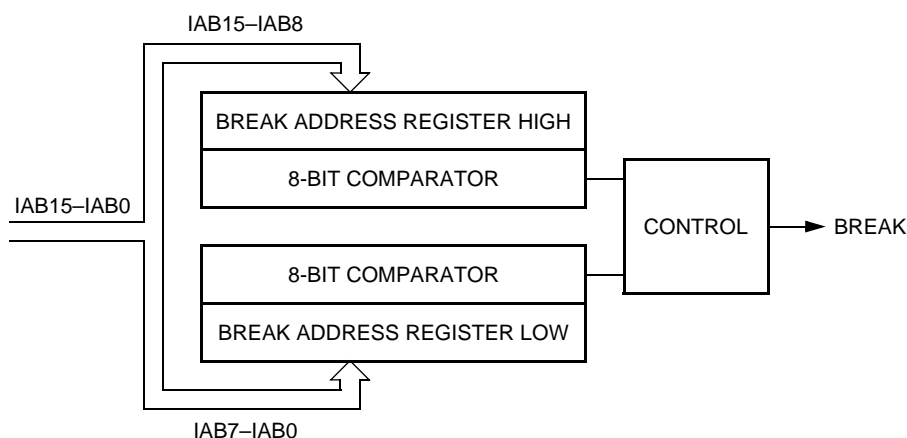 IAB15–IAB8
BREAK ADDRESS REGISTER HIGH
8-BIT COMPARATOR
IAB15–IAB0
CONTROL
BREAK
8-BIT COMPARATOR
BREAK ADDRESS REGISTER LOW
IAB7–IAB0